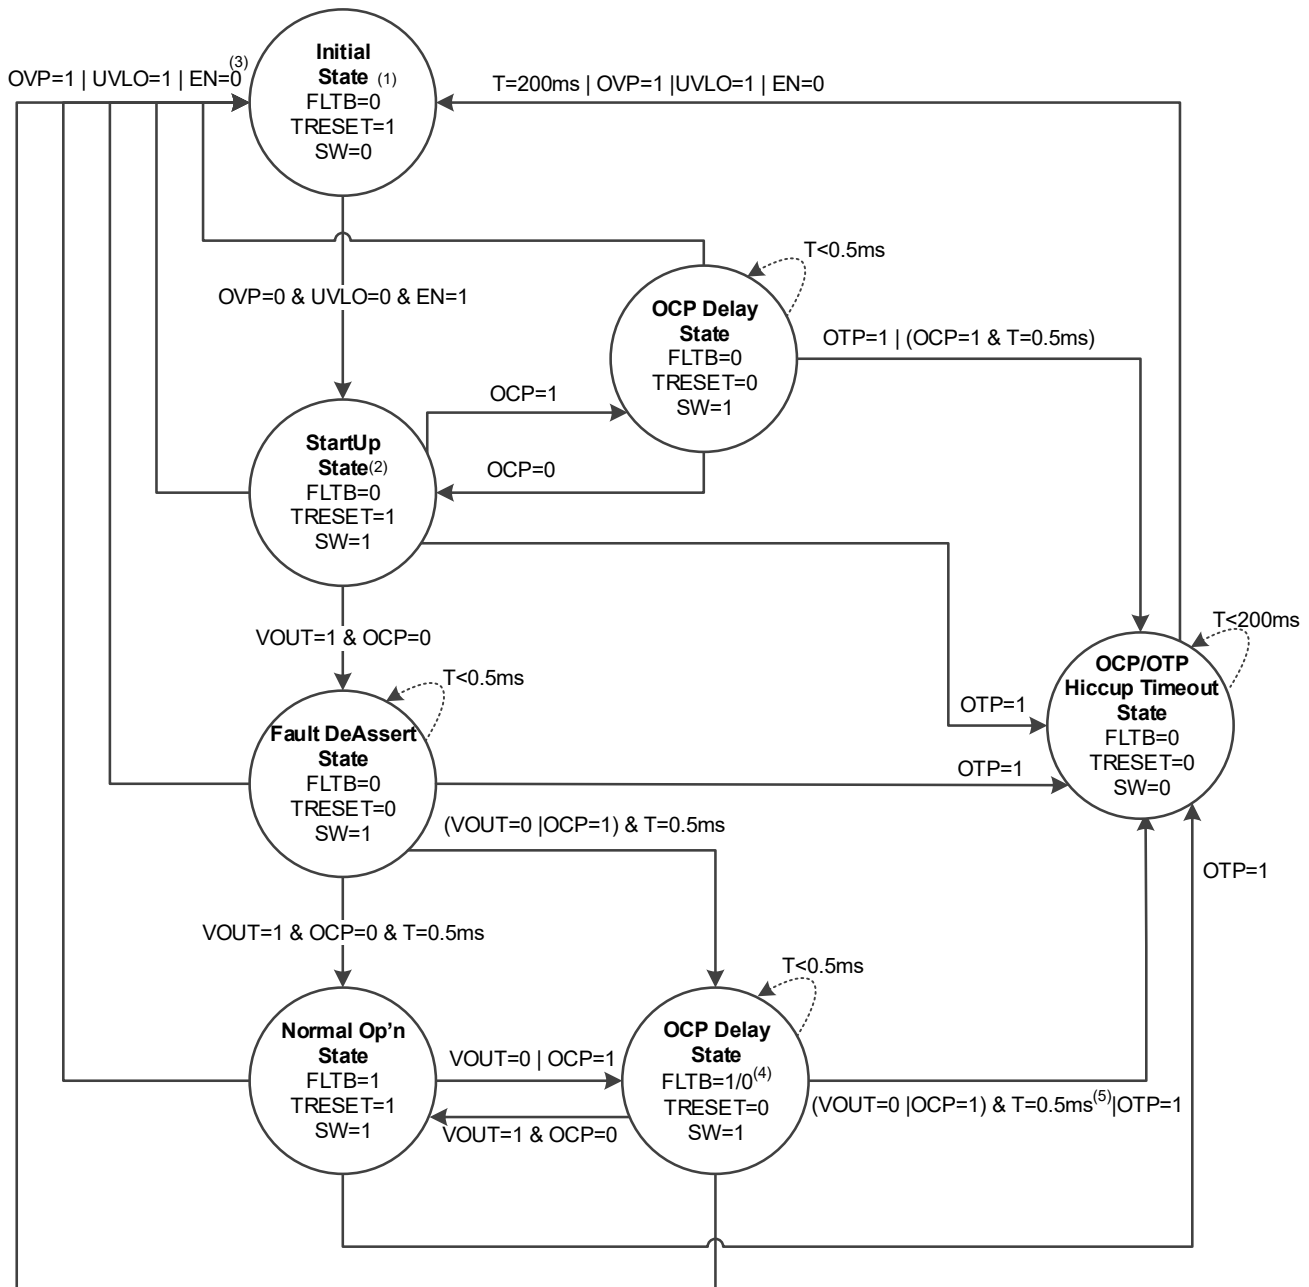 OVP=1 | UVLO=1 | EN=0(3)
Initial
State (1)
FLTB=0
TRESET=1
SW=0
T=200ms | OVP=1 |UVLO=1 | EN=0
OVP=0 & UVLO=0 & EN=1
T<0.5ms
OCP Delay
State
FLTB=0
TRESET=0
SW=1
OTP=1 | (OCP=1 & T=0.5ms)
OCP=1
OCP=0
StartUp
State(2)
FLTB=0
TRESET=1
SW=1
VOUT=1 & OCP=0
T<200ms
OCP/OTP
Hiccup Timeout
State
FLTB=0
TRESET=0
SW=0
OTP=1
T<0.5ms
Fault DeAssert
State
FLTB=0
TRESET=0
SW=1
OTP=1
(VOUT=0 |OCP=1) & T=0.5ms
OTP=1
VOUT=1 & OCP=0 & T=0.5ms
T<0.5ms
Normal Op'n
State
FLTB=1
TRESET=1
SW=1
VOUT=0 | OCP=1
VOUT=1 & OCP=0
OCP Delay
State
FLTB=1/0(4)
TRESET=0
SW=1
(VOUT=0 |OCP=1) & T=0.5ms(5)|OTP=1